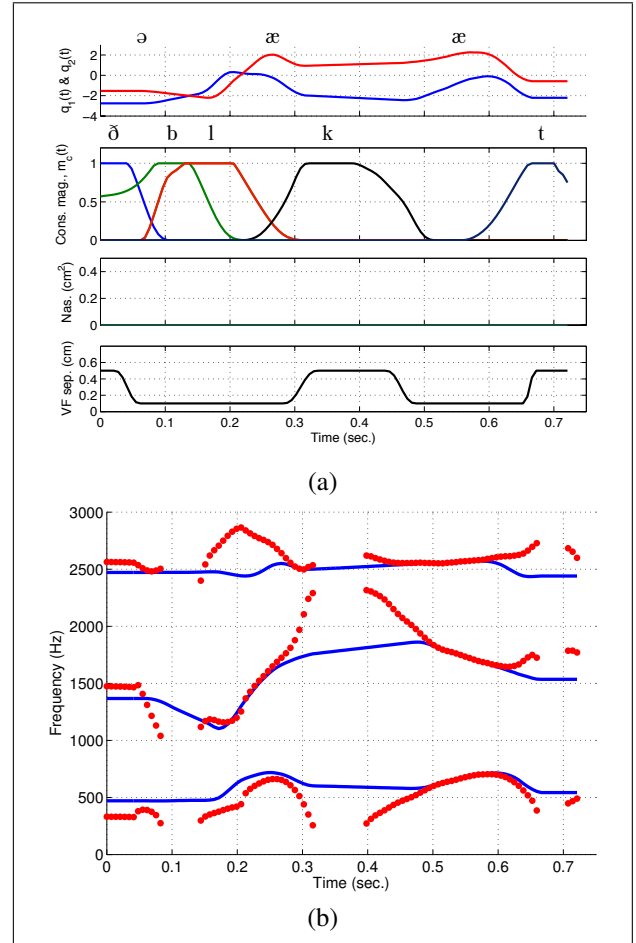 ə æ æ
2
0
−2
−4
q₁(t) & q₂(t)
ð b l k t
1
0.5
0
Cons. mag., m_c(t)
0.4
0.2
0
Nas. (cm²)
0.6
0.4
0.2
0
VF sep. (cm)
0 0.1 0.2 0.3 0.4 0.5 0.6 0.7
Time (sec.)
(a)
3000
2500
2000
1500
1000
500
0
Frequency (Hz)
0 0.1 0.2 0.3 0.4 0.5 0.6 0.7
Time (sec.)
(b)